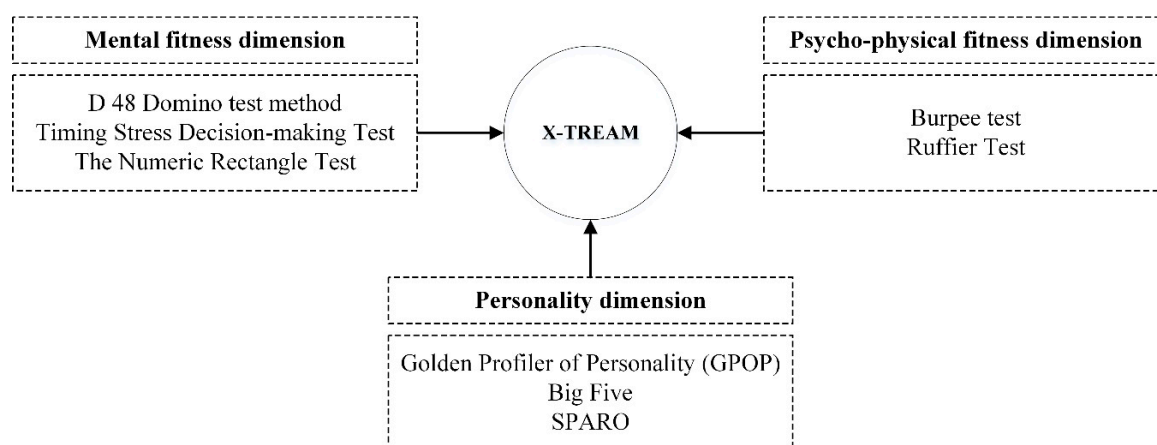 Mental fitness dimension
D 48 Domino test method
Timing Stress Decision-making Test
The Numeric Rectangle Test
X-TREAM
Psycho-physical fitness dimension
Burpee test
Ruffier Test
Personality dimension
Golden Profiler of Personality (GPOP)
Big Five
SPARO